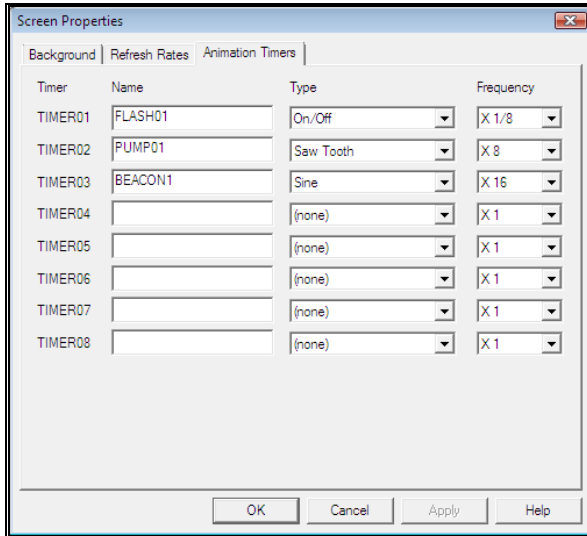 Screen Properties
Background Refresh Rates Animation Timers
Timer Name Type Frequency
TIMER01 FLASH01 On/Off X 1/8
TIMER02 PUMP01 Saw Tooth X 8
TIMER03 BEACON1 Sine X 16
TIMER04 (none) X 1
TIMER05 (none) X 1
TIMER06 (none) X 1
TIMER07 (none) X 1
TIMER08 (none) X 1
OK Cancel Apply Help